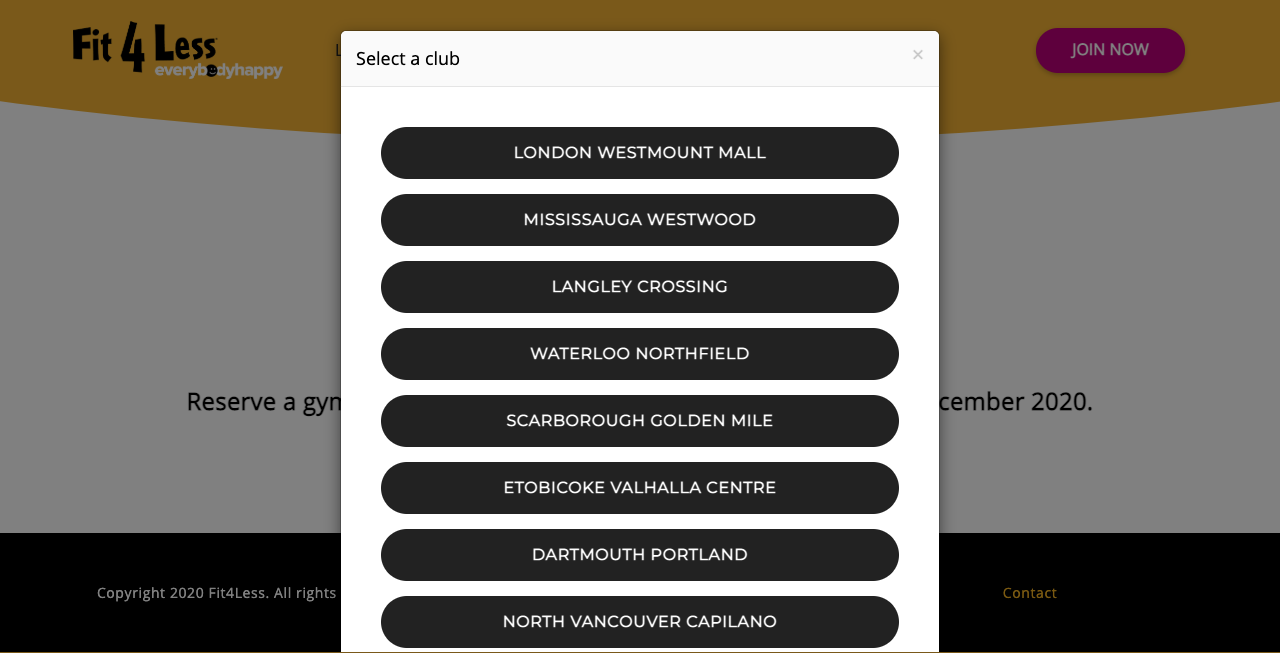 Fit 4 Less
everybodyhappy
L
JOIN NOW
Select a club
×
LONDON WESTMOUNT MALL
MISSISSAUGA WESTWOOD
LANGLEY CROSSING
WATERLOO NORTHFIELD
Reserve a gym
cember 2020.
SCARBOROUGH GOLDEN MILE
ETOBICOKE VALHALLA CENTRE
DARTMOUTH PORTLAND
Copyright 2020 Fit4Less. All rights
Contact
NORTH VANCOUVER CAPILANO